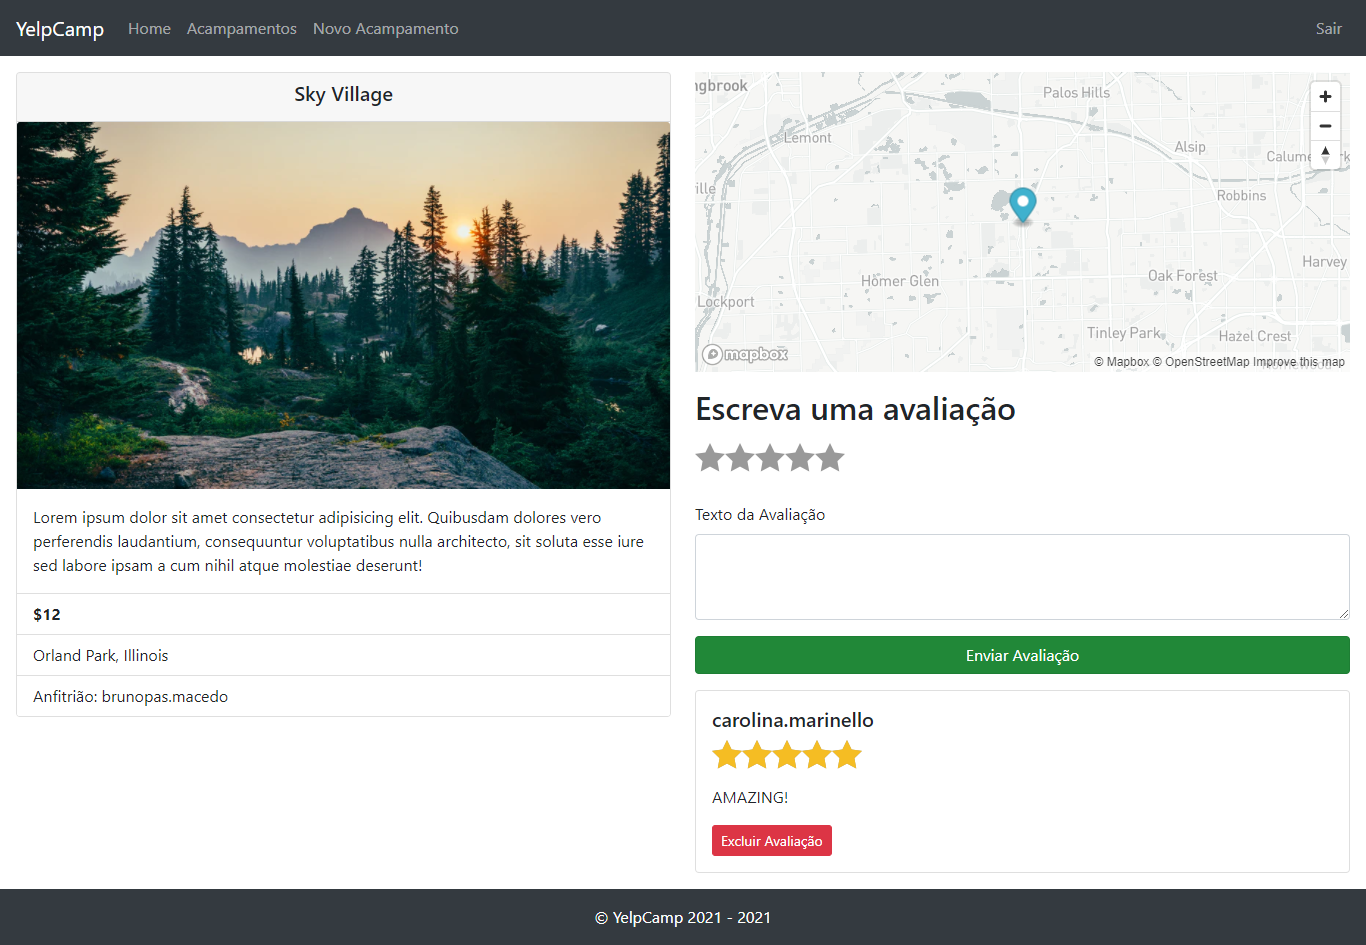 YelpCamp Home Acampamentos Novo Acampamento Sair
Sky Village
Lorem ipsum dolor sit amet consectetur adipisicing elit. Quibusdam dolores vero
perferendis laudantium, consequuntur voluptatibus nulla architecto, sit soluta esse iure
sed labore ipsam a cum nihil atque molestiae deserunt!
$12
Orland Park, Illinois
Anfitrião: brunopas.macedo
ngbrook
Palos Hills
Lemont
Alsip
Calume
ville
Robbins
Harvey
Oak Forest
Homer Glen
Lockport
Tinley Park
Hazel Crest
mapbox
© Mapbox © OpenStreetMap Improve this map
Escreva uma avaliação
Texto da Avaliação
Enviar Avaliação
carolina.marinello
AMAZING!
Excluir Avaliação
© YelpCamp 2021 - 2021